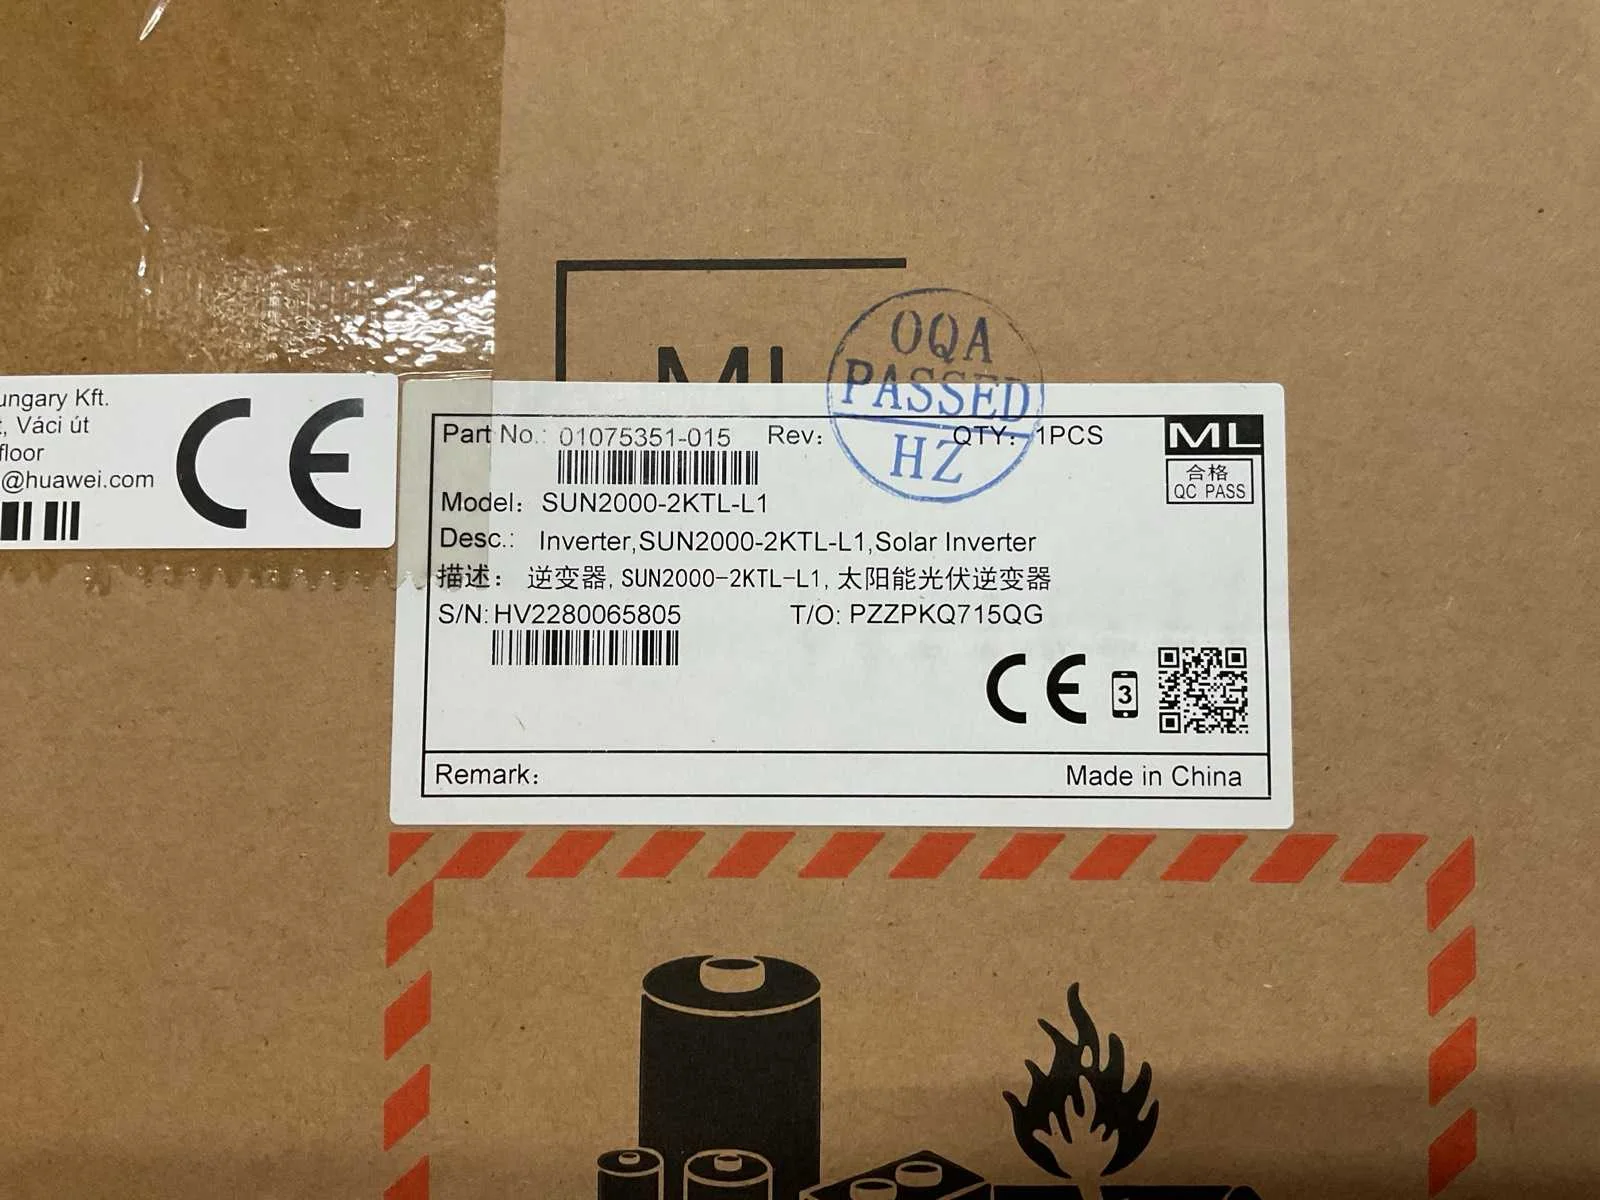 ML
OQA
PASSED
HZ
ungary Kft.
, Váci út
floor
@huawei.com
CE
Part No.: 01075351-015 Rev: QTY: 1PCS
ML
合格
QC PASS
Model: SUN2000-2KTL-L1
Desc.: Inverter,SUN2000-2KTL-L1,Solar Inverter
描述: 逆变器, SUN2000-2KTL-L1, 太阳能光伏逆变器
S/N: HV2280065805 T/O: PZZPKQ715QG
CE 3
Remark: Made in China